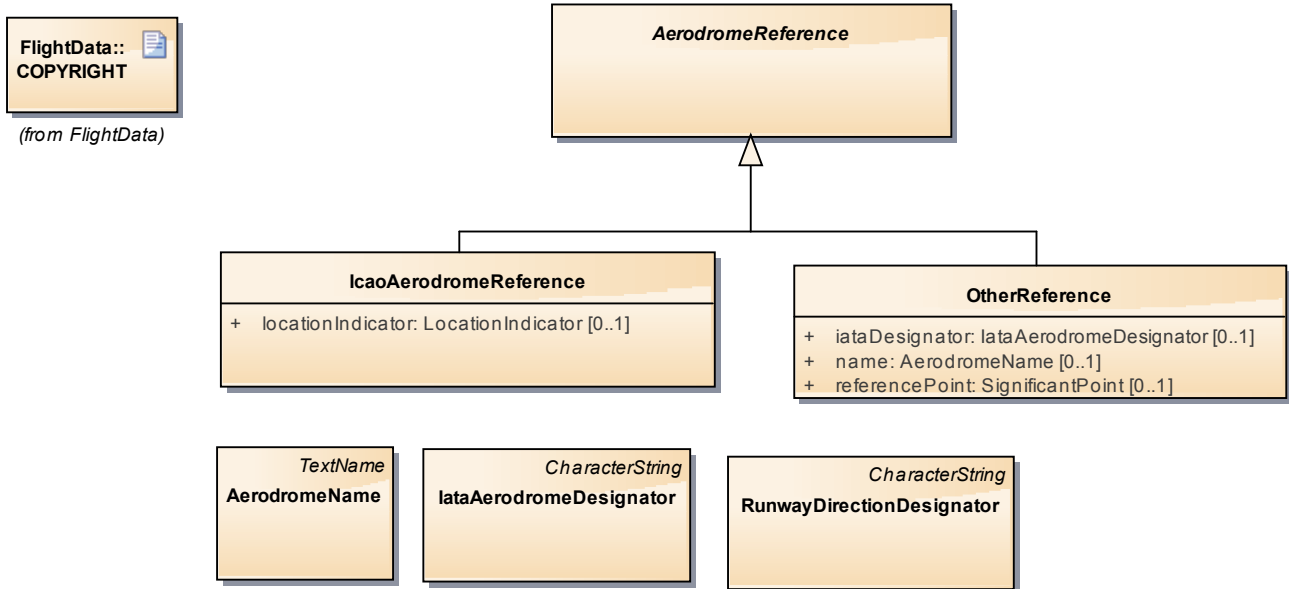 FlightData::
COPYRIGHT
(from FlightData)
AerodromeReference
IcaoAerodromeReference
+ locationIndicator: LocationIndicator [0..1]
OtherReference
+ iataDesignator: IataAerodromeDesignator [0..1]
+ name: AerodromeName [0..1]
+ referencePoint: SignificantPoint [0..1]
TextName
AerodromeName
CharacterString
IataAerodromeDesignator
CharacterString
RunwayDirectionDesignator